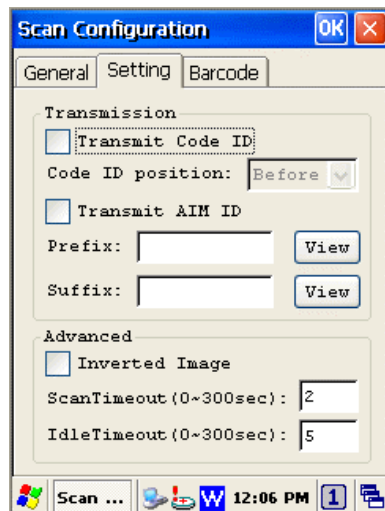 Scan Configuration OK
General Setting Barcode
Transmission
Transmit Code ID
Code ID position: Before
Transmit AIM ID
Prefix: View
Suffix: View
Advanced
Inverted Image
ScanTimeout(0~300sec): 2
IdleTimeout(0~300sec): 5
Scan ... W 12:06 PM 1